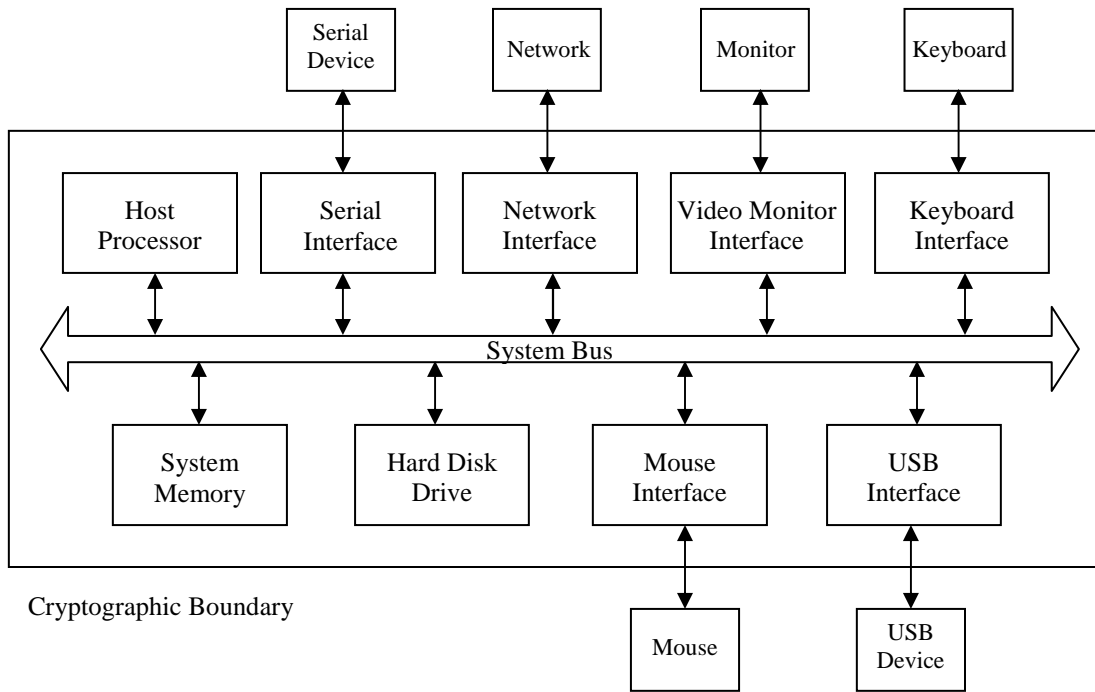 Serial
Device
Network
Monitor
Keyboard
Host
Processor
Serial
Interface
Network
Interface
Video Monitor
Interface
Keyboard
Interface
System Bus
System
Memory
Hard Disk
Drive
Mouse
Interface
USB
Interface
Cryptographic Boundary
Mouse
USB
Device